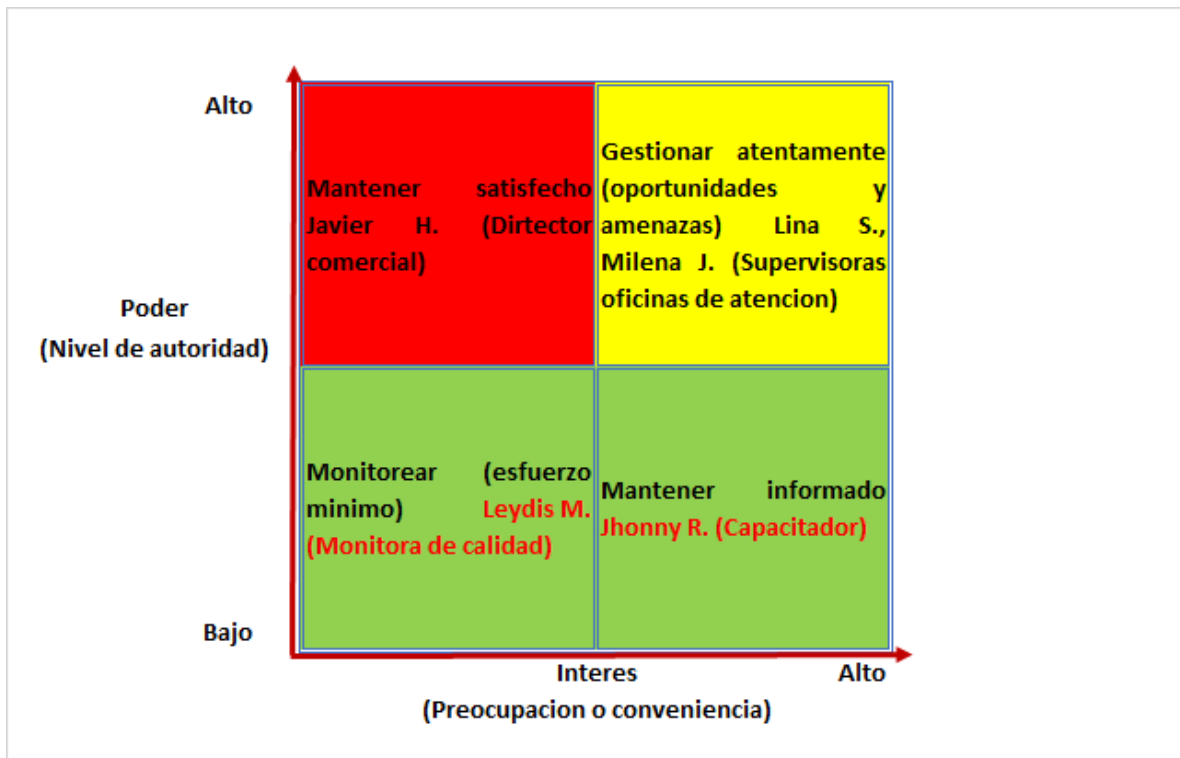 Alto
Mantener satisfecho
Javier H. (Dirtector
comercial)
Gestionar atentamente
(oportunidades y
amenazas) Lina S.,
Milena J. (Supervisoras
oficinas de atencion)
Poder
(Nivel de autoridad)
Monitorear (esfuerzo
minimo) Leydis M.
(Monitora de calidad)
Mantener informado
Jhonny R. (Capacitador)
Bajo
Interes
Alto
(Preocupacion o conveniencia)